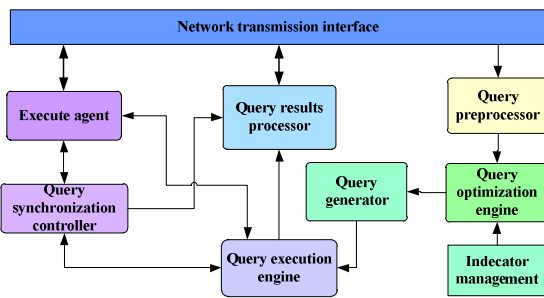 Network transmission interface
Execute agent
Query results
processor
Query
preprocessor
Query
synchronization
controller
Query
generator
Query
optimization
engine
Query execution
engine
Indecator
management